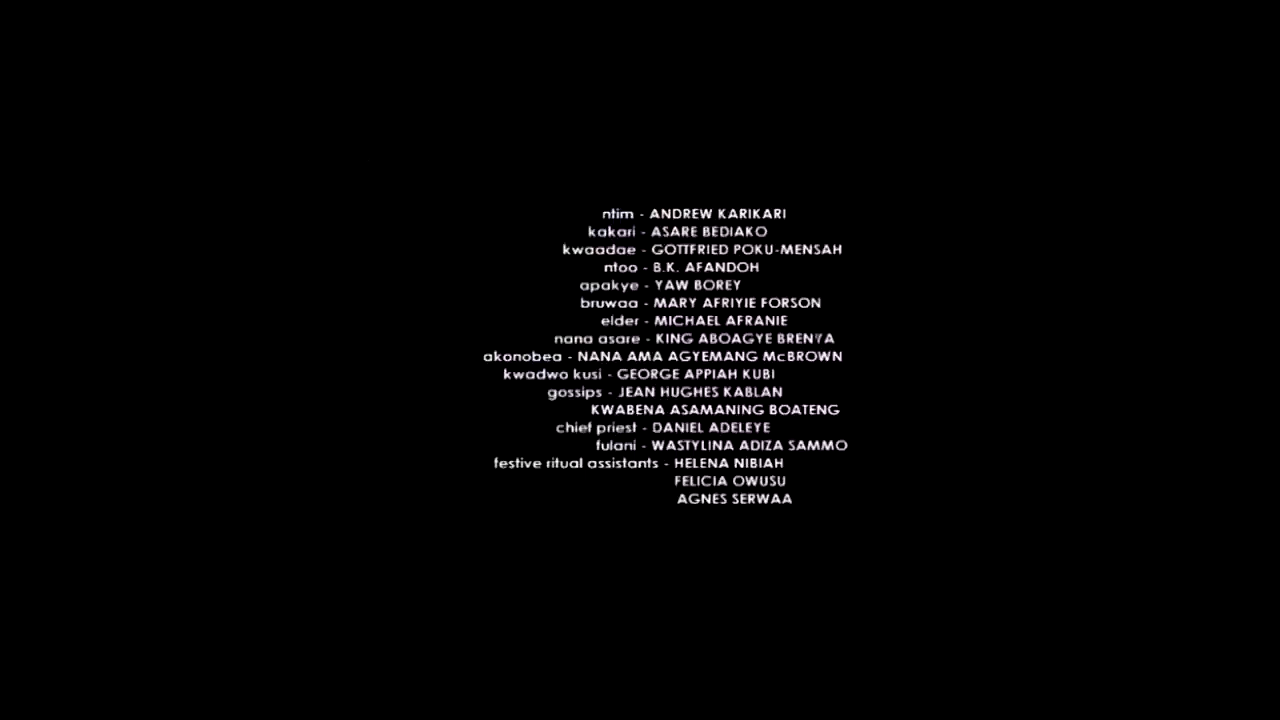 ntim - ANDREW KARIKARI
kakari - ASARE BEDIAKO
kwaadae - GOTTFRIED POKU-MENSAH
ntoo - B.K. AFANDOH
apakye - YAW BOREY
bruwaa - MARY AFRIYIE FORSON
elder - MICHAEL AFRANIE
nana asare - KING ABOAGYE BRENYA
akonobea - NANA AMA AGYEMANG McBROWN
kwadwo kusi - GEORGE APPIAH KUBI
gossips - JEAN HUGHES KABLAN
KWABENA ASAMANING BOATENG
chief priest - DANIEL ADELEYE
fulani - WASTYLINA ADIZA SAMMO
festive ritual assistants - HELENA NIBIAH
FELICIA OWUSU
AGNES SERWAA